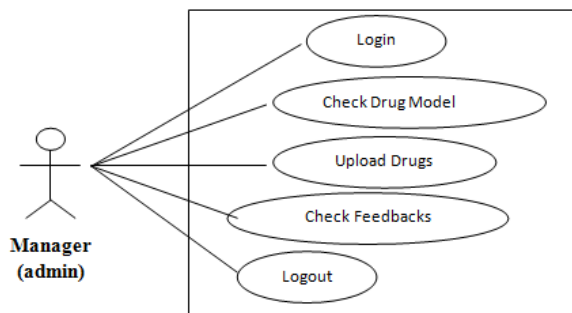 Login
Check Drug Model
Upload Drugs
Check Feedbacks
Manager
(admin)
Logout